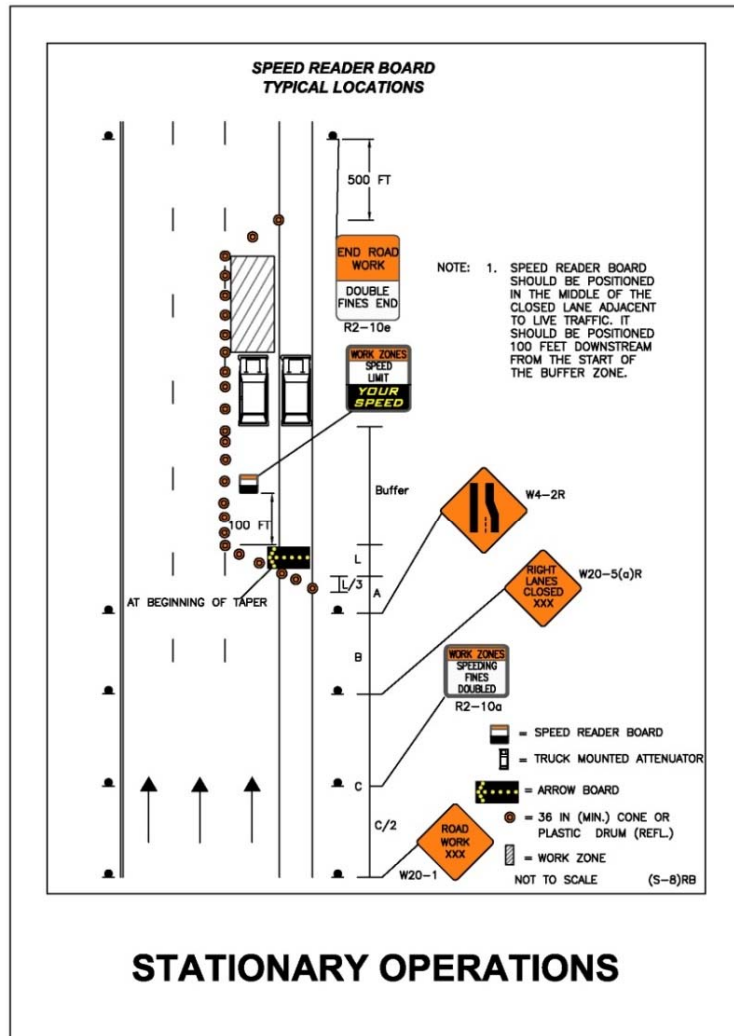 SPEED READER BOARD
TYPICAL LOCATIONS
500 FT
END ROAD
WORK
DOUBLE
FINES END
R2-10e
NOTE: 1. SPEED READER BOARD
SHOULD BE POSITIONED
IN THE MIDDLE OF THE
CLOSED LANE ADJACENT
TO LIVE TRAFFIC. IT
SHOULD BE POSITIONED
100 FEET DOWNSTREAM
FROM THE START OF
THE BUFFER ZONE.
WORK ZONES
SPEED
LIMIT
YOUR
SPEED
Buffer
W4-2R
100 FT
L
L/3
A
RIGHT
LANES
CLOSED
XXX
W20-5(a)R
AT BEGINNING OF TAPER
B
WORK ZONES
SPEEDING
FINES
DOUBLED
R2-10a
= SPEED READER BOARD
= TRUCK MOUNTED ATTENUATOR
C
= ARROW BOARD
C/2
= 36 IN (MIN.) CONE OR
PLASTIC DRUM (REFL.)
ROAD
WORK
XXX
= WORK ZONE
W20-1
NOT TO SCALE (S-8)RB
STATIONARY OPERATIONS